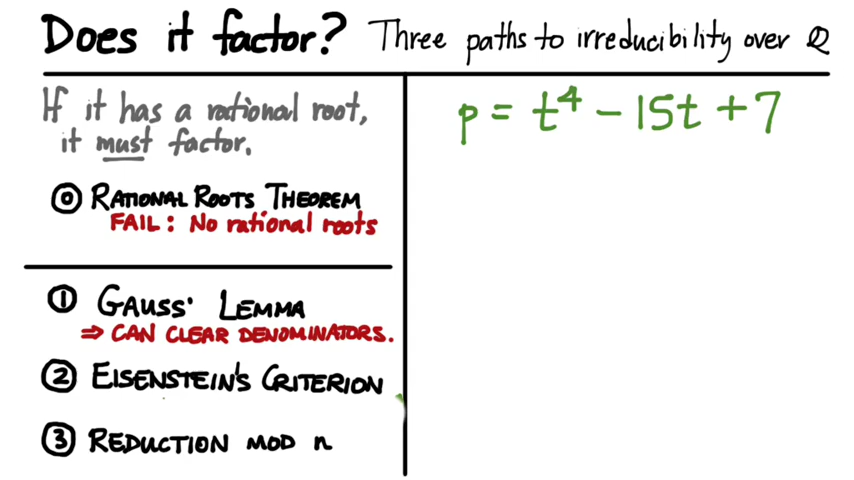 Does it factor? Three paths to irreducibility over ℚ
If it has a rational root,
it must factor.
⓪ RATIONAL ROOTS THEOREM
FAIL: No rational roots
① GAUSS' LEMMA
⇒ CAN CLEAR DENOMINATORS.
② EISENSTEIN'S CRITERION
③ REDUCTION MOD n
p = t⁴ − 15t + 7